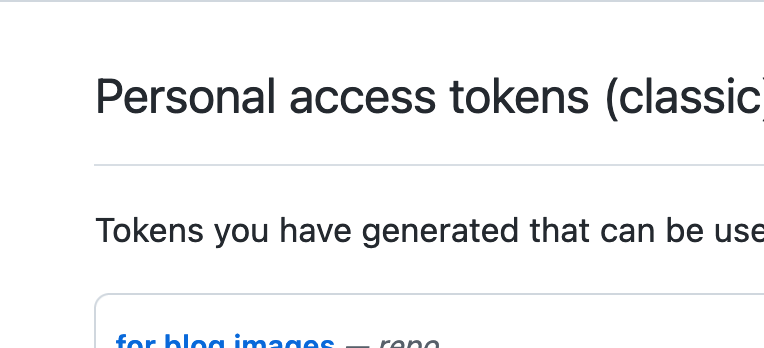 Personal access tokens (classic)
Tokens you have generated that can be use
for blog images — repo